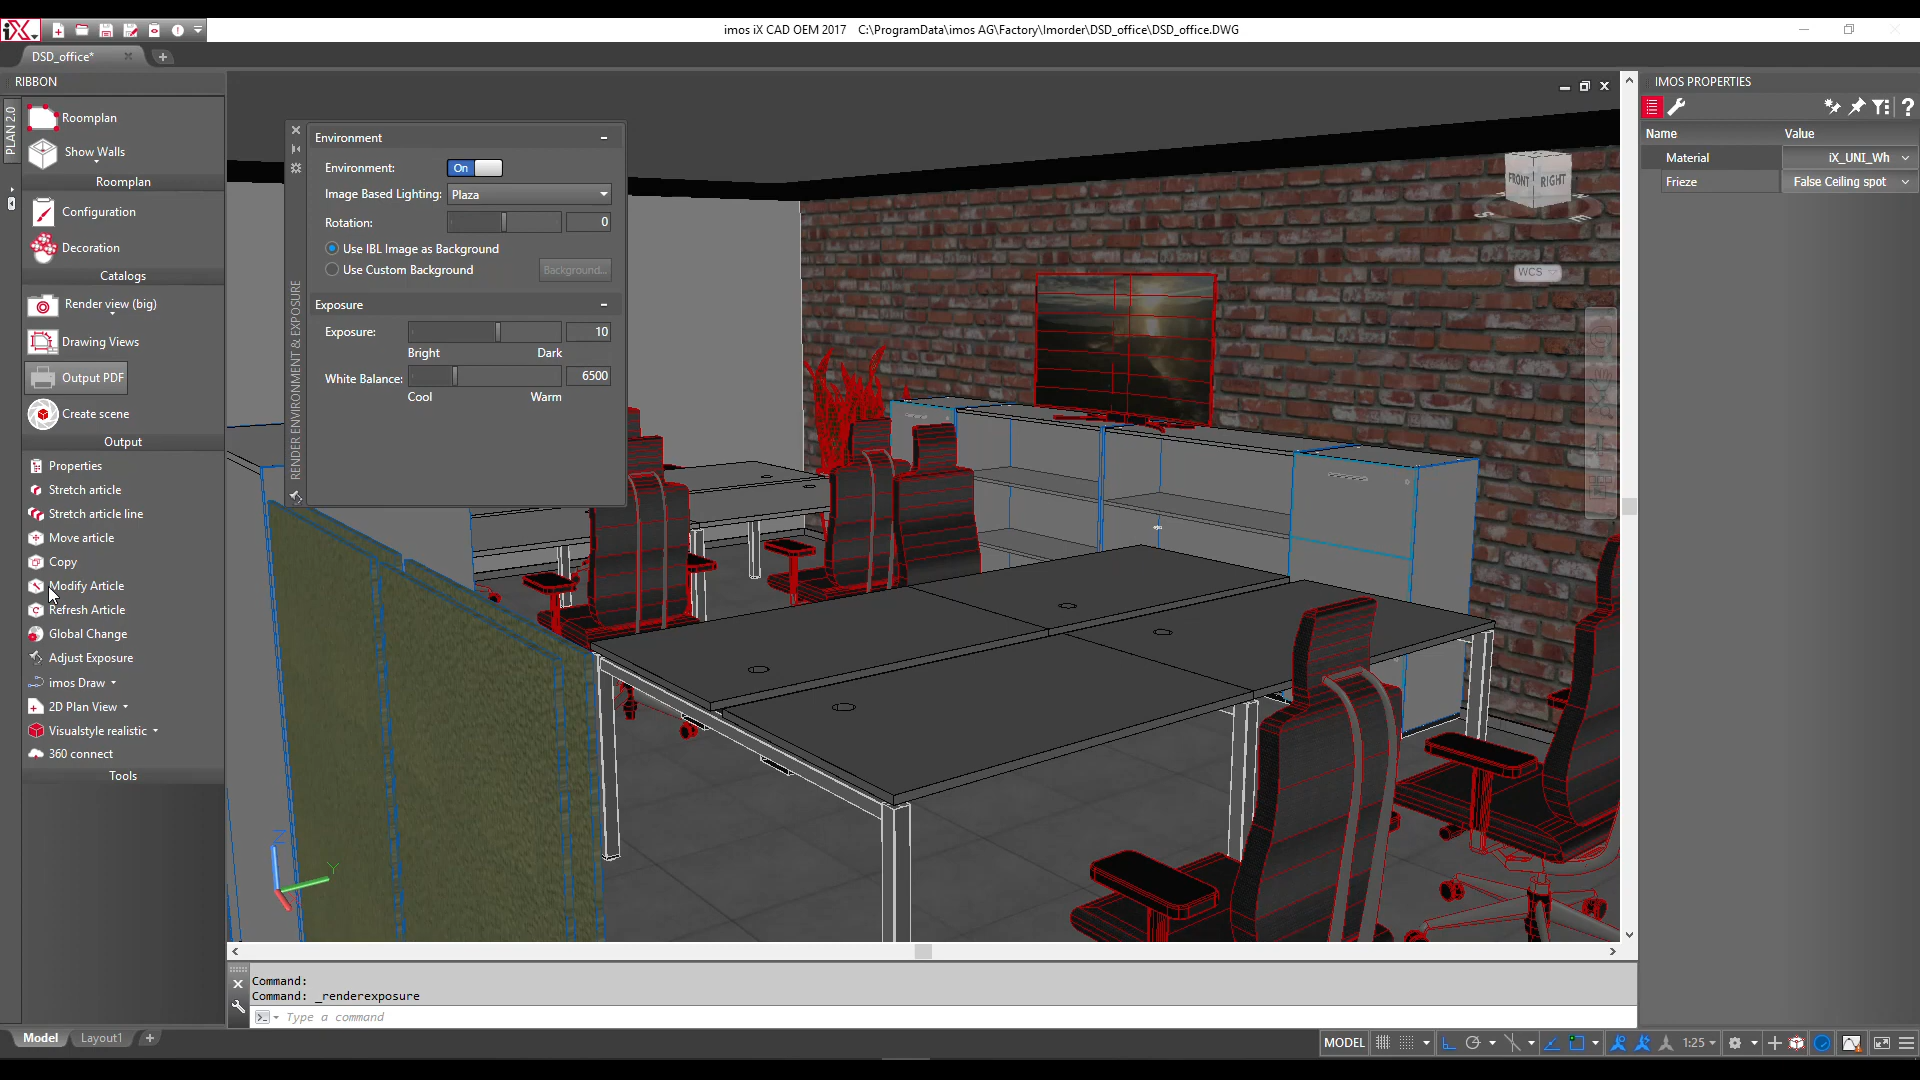 iX.
imos iX CAD OEM 2017 C:\ProgramData\imos AG\Factory\Imorder\DSD_office\DSD_office.DWG
DSD_office*
RIBBON
PLAN 2.0
Roomplan
Show Walls
Roomplan
Configuration
Decoration
Catalogs
Render view (big)
Drawing Views
Output PDF
Create scene
Output
Properties
Stretch article
Stretch article line
Move article
Copy
Modify Article
Refresh Article
Global Change
Adjust Exposure
imos Draw
2D Plan View
Visualstyle realistic
360 connect
Tools
RENDER ENVIRONMENT & EXPOSURE
Environment
Environment: On
Image Based Lighting: Plaza
Rotation: 0
Use IBL Image as Background
Use Custom Background Background...
Exposure
Exposure: 10
Bright Dark
White Balance: 6500
Cool Warm
FRONT RIGHT
S E
WCS
Z
Y
IMOS PROPERTIES
Name Value
Material iX_UNI_Wh
Frieze False Ceiling spot
Command:
Command: _renderexposure
Type a command
Model Layout1
MODEL 1:25